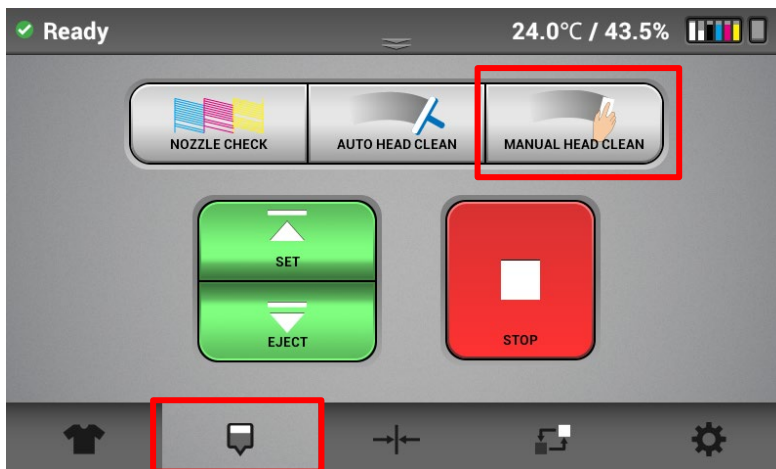 Ready
24.0°C / 43.5%
NOZZLE CHECK
AUTO HEAD CLEAN
MANUAL HEAD CLEAN
SET
EJECT
STOP